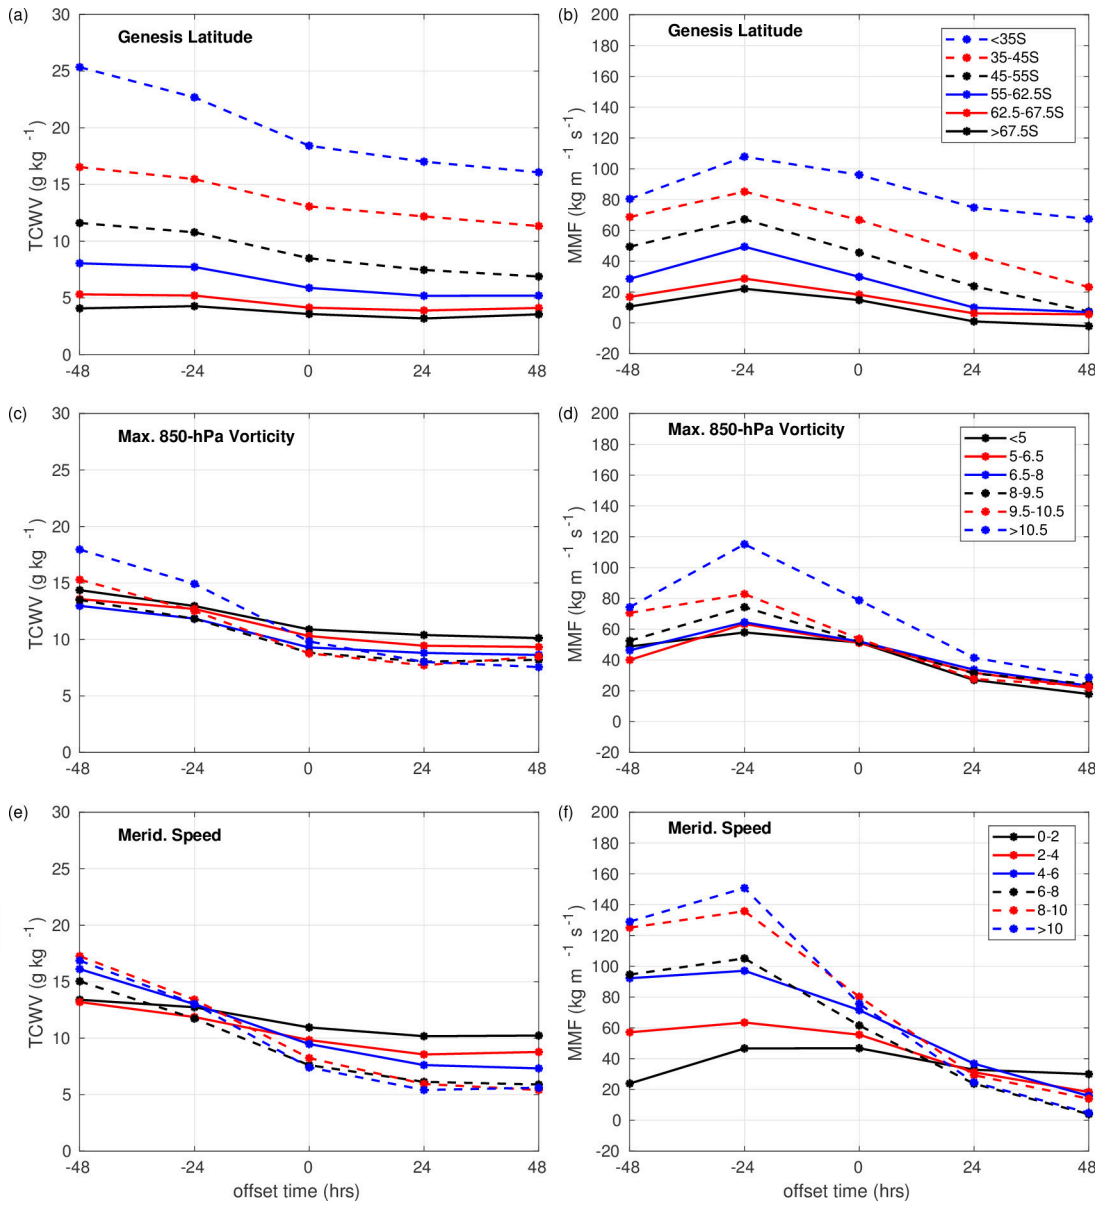 (a)
Genesis Latitude
TCWV (g kg -1)
30
25
20
15
10
5
0
-48 -24 0 24 48
(b)
Genesis Latitude
MMF (kg m -1 s-1)
200
180
160
140
120
100
80
60
40
20
0
-20
-48 -24 0 24 48
<35S
35-45S
45-55S
55-62.5S
62.5-67.5S
>67.5S
(c)
Max. 850-hPa Vorticity
TCWV (g kg -1)
30
25
20
15
10
5
0
-48 -24 0 24 48
(d)
Max. 850-hPa Vorticity
MMF (kg m -1 s-1)
200
180
160
140
120
100
80
60
40
20
0
-20
-48 -24 0 24 48
<5
5-6.5
6.5-8
8-9.5
9.5-10.5
>10.5
(e)
Merid. Speed
TCWV (g kg -1)
30
25
20
15
10
5
0
-48 -24 0 24 48
offset time (hrs)
(f)
Merid. Speed
MMF (kg m -1 s-1)
200
180
160
140
120
100
80
60
40
20
0
-20
-48 -24 0 24 48
offset time (hrs)
0-2
2-4
4-6
6-8
8-10
>10